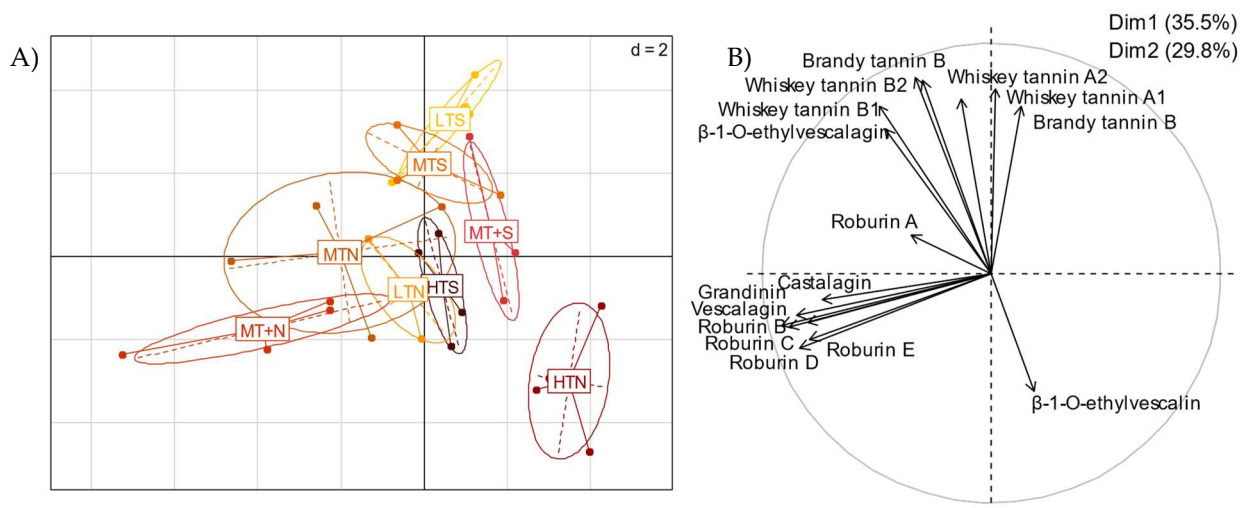 A)
d = 2
LTS
MTS
MT+S
MTN
LTN
HTS
MT+N
HTN
B)
Dim1 (35.5%)
Dim2 (29.8%)
Brandy tannin B
Whiskey tannin A2
Whiskey tannin B2
Whiskey tannin A1
Whiskey tannin B1
Brandy tannin B
β-1-O-ethylvescalagin
Roburin A
Castalagin
Grandinin
Vescalagin
Roburin B
Roburin C
Roburin E
Roburin D
β-1-O-ethylvescalin